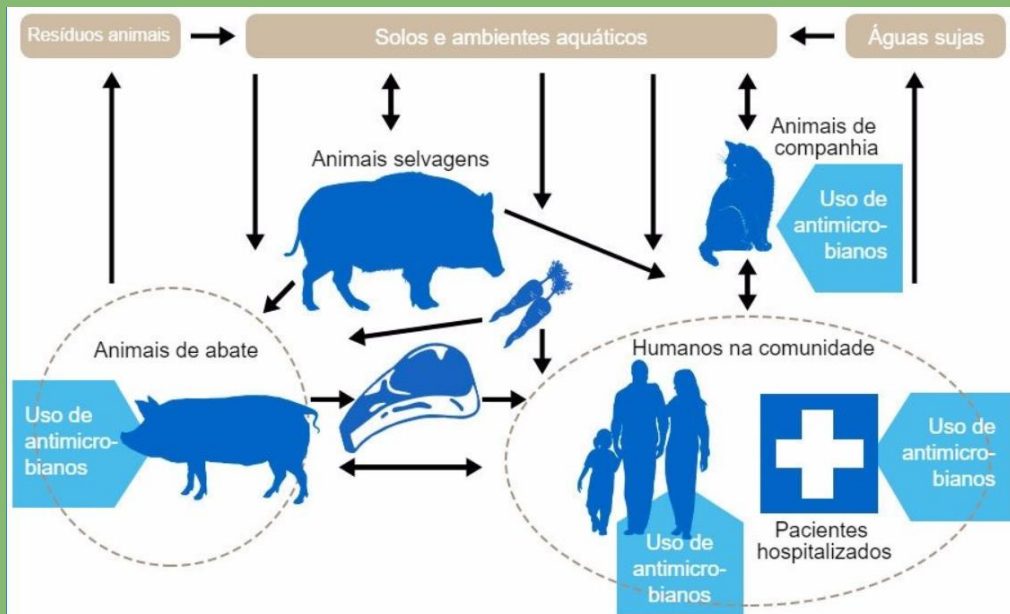 Resíduos animais
Solos e ambientes aquáticos
Águas sujas
Animais selvagens
Animais de
companhia
Uso de
antimicro-
bianos
Animais de abate
Uso de
antimicro-
bianos
Humanos na comunidade
Uso de
antimicro-
bianos
Pacientes
hospitalizados
Uso de
antimicro-
bianos